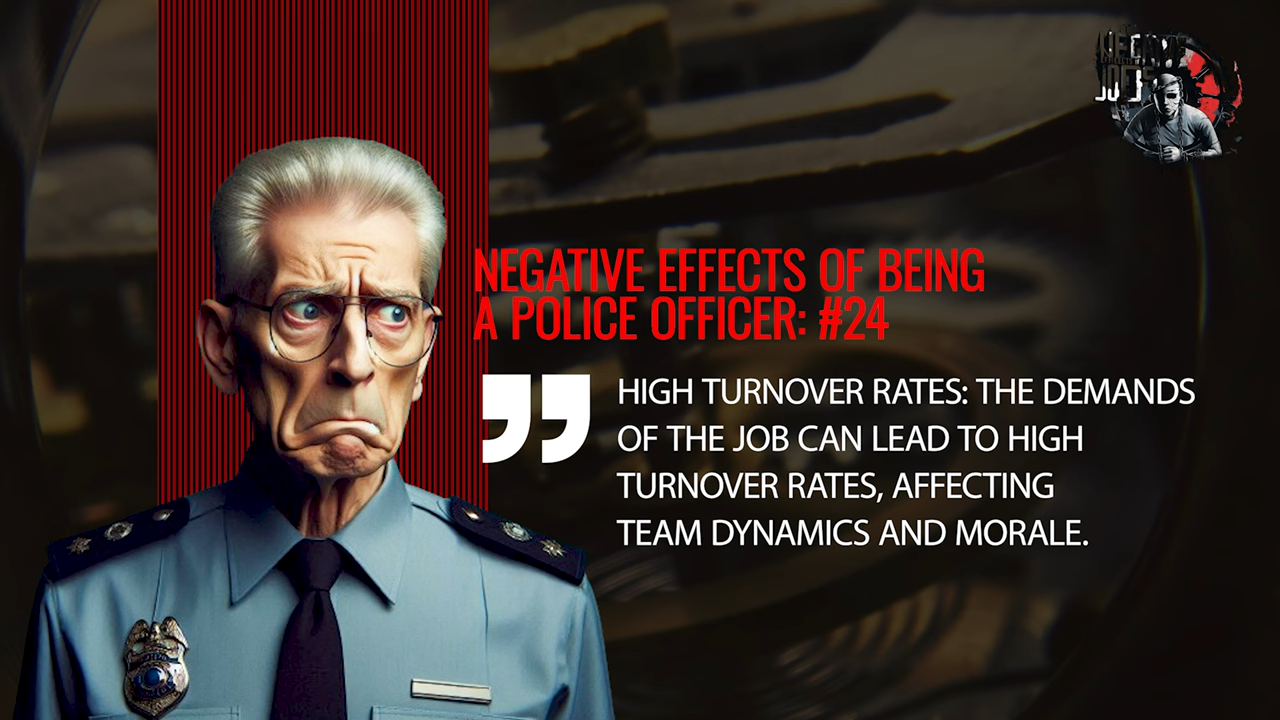 NEGATIVE EFFECTS OF BEING
A POLICE OFFICER: #24
HIGH TURNOVER RATES: THE DEMANDS
OF THE JOB CAN LEAD TO HIGH
TURNOVER RATES, AFFECTING
TEAM DYNAMICS AND MORALE.